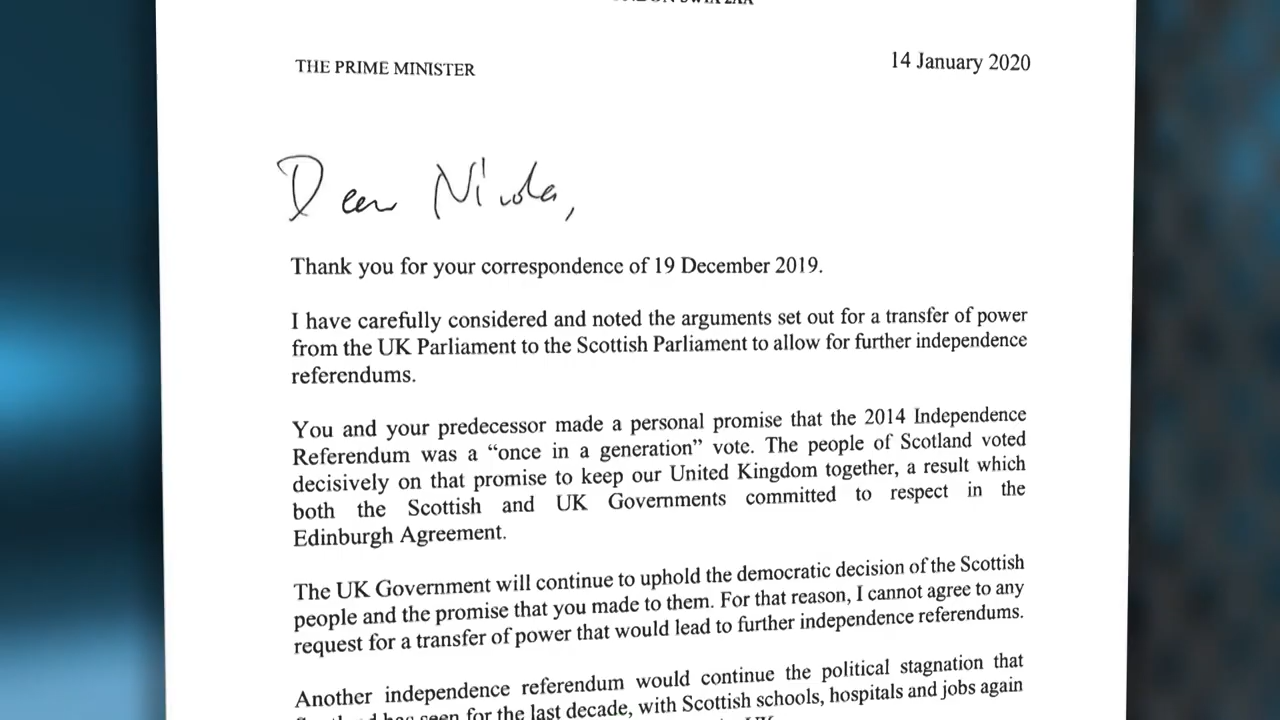 THE PRIME MINISTER
14 January 2020
Dear Nicola,
Thank you for your correspondence of 19 December 2019.
I have carefully considered and noted the arguments set out for a transfer of power
from the UK Parliament to the Scottish Parliament to allow for further independence
referendums.
You and your predecessor made a personal promise that the 2014 Independence
Referendum was a “once in a generation” vote. The people of Scotland voted
decisively on that promise to keep our United Kingdom together, a result which
both the Scottish and UK Governments committed to respect in the
Edinburgh Agreement.
The UK Government will continue to uphold the democratic decision of the Scottish
people and the promise that you made to them. For that reason, I cannot agree to any
request for a transfer of power that would lead to further independence referendums.
Another independence referendum would continue the political stagnation that
has seen for the last decade, with Scottish schools, hospitals and jobs again